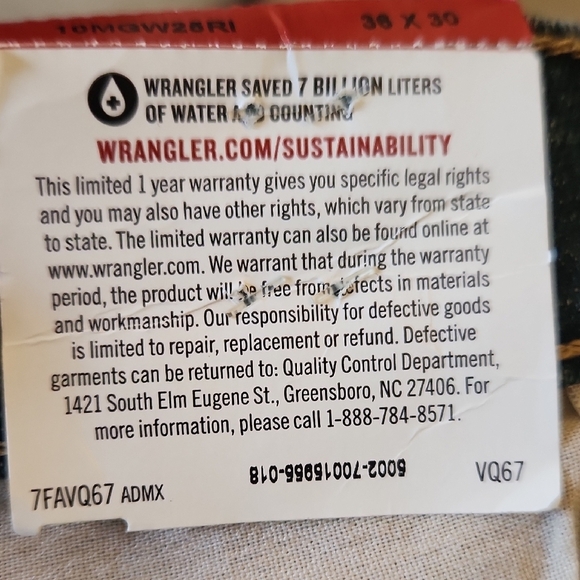 36 X 30
WRANGLER SAVED 7 BILLION LITERS
OF WATER AND COUNTING
WRANGLER.COM/SUSTAINABILITY
This limited 1 year warranty gives you specific legal rights
and you may also have other rights, which vary from state
to state. The limited warranty can also be found online at
www.wrangler.com. We warrant that during the warranty
period, the product will be free from defects in materials
and workmanship. Our responsibility for defective goods
is limited to repair, replacement or refund. Defective
garments can be returned to: Quality Control Department,
1421 South Elm Eugene St., Greensboro, NC 27406. For
more information, please call 1-888-784-8571.
7FAVQ67 ADMX
VQ67